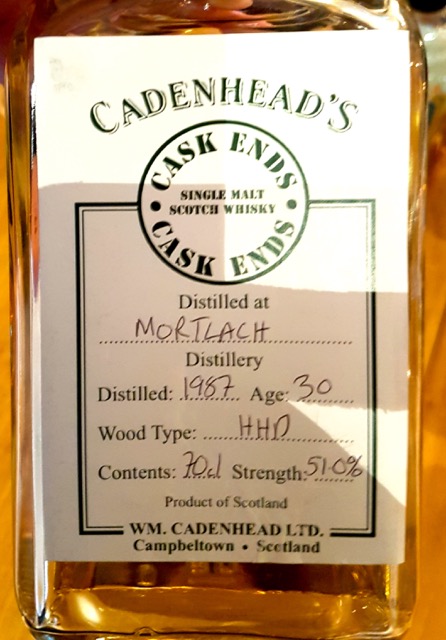 CADENHEAD'S
CASK ENDS
SINGLE MALT
SCOTCH WHISKY
CASK ENDS
Distilled at
MORTLACH
Distillery
Distilled: 1987 Age: 30
Wood Type: HHD
Contents: 70cl Strength: 51.0%
Product of Scotland
WM. CADENHEAD LTD.
Campbeltown • Scotland